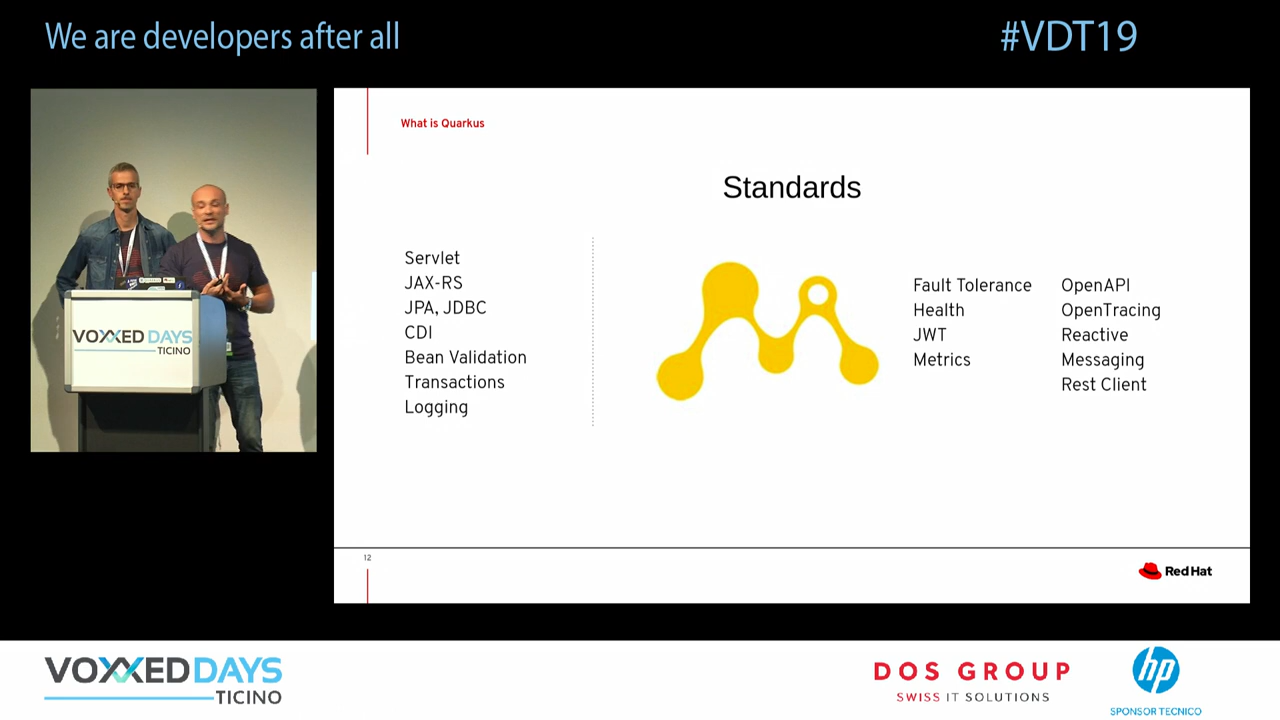 We are developers after all
#VDT19
VOXXED DAYS
TICINO
What is Quarkus
Standards
Servlet
JAX-RS
JPA, JDBC
CDI
Bean Validation
Transactions
Logging
Fault Tolerance
Health
JWT
Metrics
OpenAPI
OpenTracing
Reactive
Messaging
Rest Client
12
Red Hat
VOXXED DAYS
TICINO
DOS GROUP
SWISS IT SOLUTIONS
hp
SPONSOR TECNICO